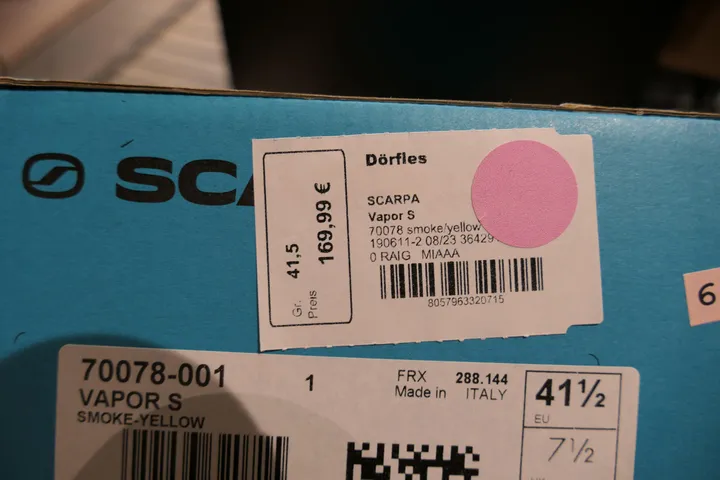 SCA
Dörfles
Gr. 41,5
Preis 169,99 €
SCARPA
Vapor S
70078 smoke/yellow
190611-2 08/23 36429
0 RAIG MIAAA
8057963320715
6
70078-001
VAPOR S
SMOKE-YELLOW
1
FRX 288.144
Made in ITALY
41½
EU
7½